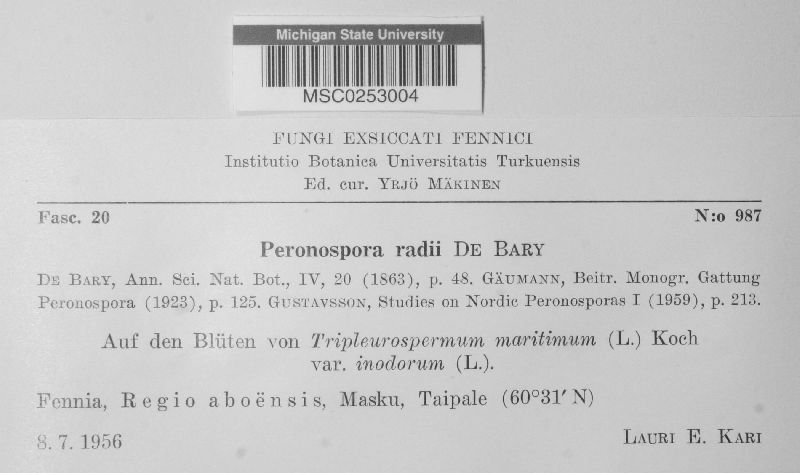 Michigan State University
MSC0253004
FUNGI EXSICCATI FENNICI
Institutio Botanica Universitatis Turkuensis
Ed. cur. YRJÖ MÄKINEN
Fasc. 20 N:o 987
Peronospora radii DE BARY
DE BARY, Ann. Sci. Nat. Bot., IV, 20 (1863), p. 48. GÄUMANN, Beitr. Monogr. Gattung
Peronospora (1923), p. 125. GUSTAVSSON, Studies on Nordic Peronosporas I (1959), p. 213.
Auf den Blüten von Tripleurospermum maritimum (L.) Koch
var. inodorum (L.).
Fennia, Regio aboënsis, Masku, Taipale (60°31′ N)
8. 7. 1956 LAURI E. KARI